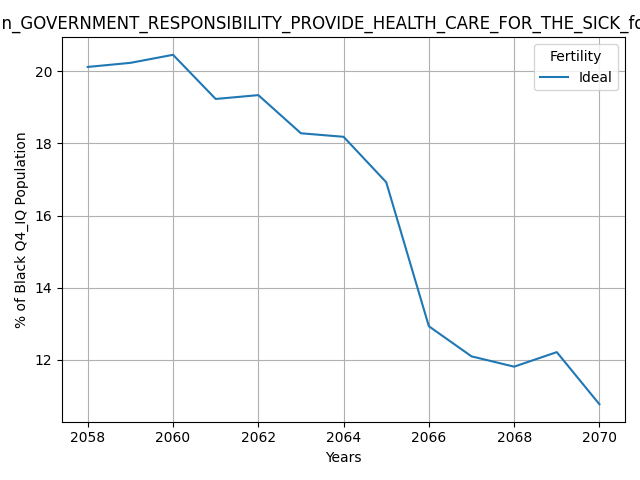 n_GOVERNMENT_RESPONSIBILITY_PROVIDE_HEALTH_CARE_FOR_THE_SICK_fo
Fertility
Ideal
% of Black Q4_IQ Population
20
18
16
14
12
2058 2060 2062 2064 2066 2068 2070
Years